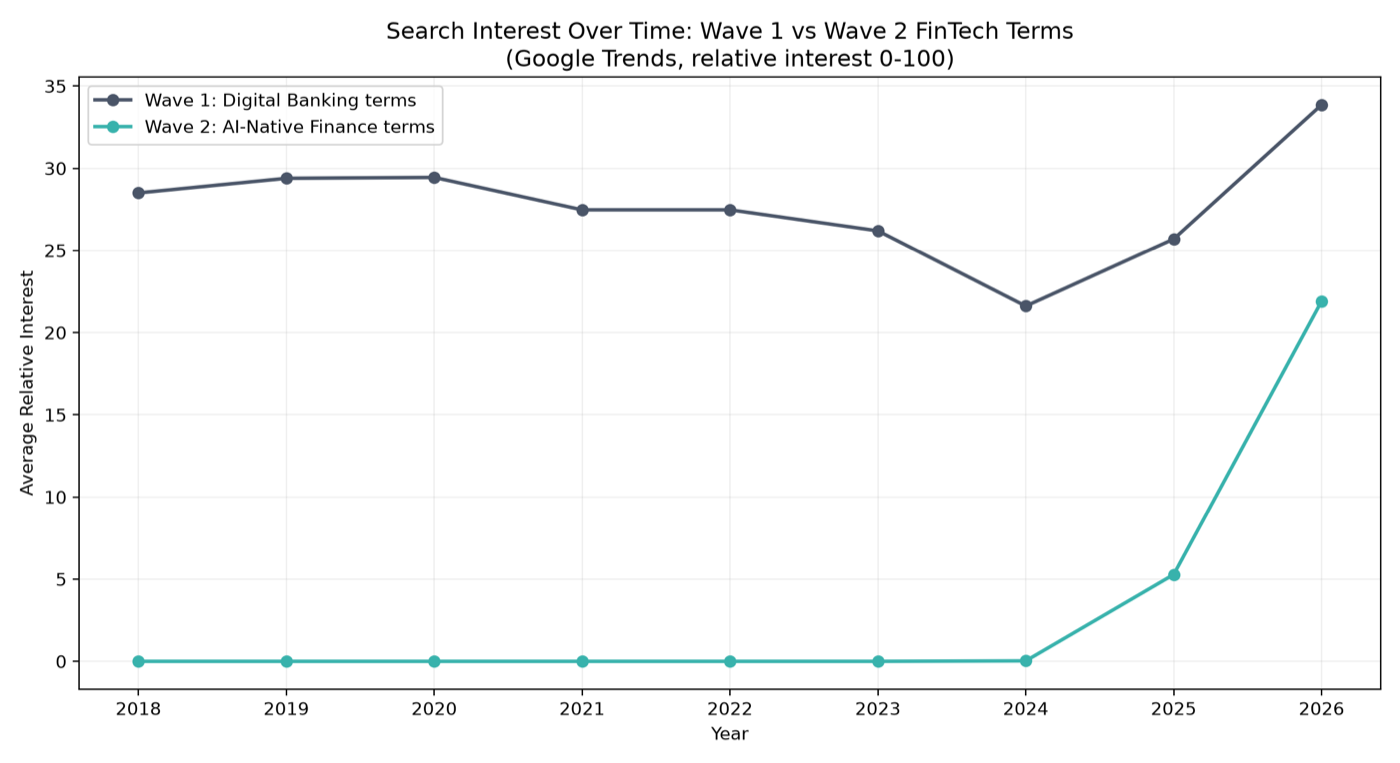 Search Interest Over Time: Wave 1 vs Wave 2 FinTech Terms
(Google Trends, relative interest 0-100)
Wave 1: Digital Banking terms
Wave 2: AI-Native Finance terms
Average Relative Interest
35
30
25
20
15
10
5
0
2018 2019 2020 2021 2022 2023 2024 2025 2026
Year